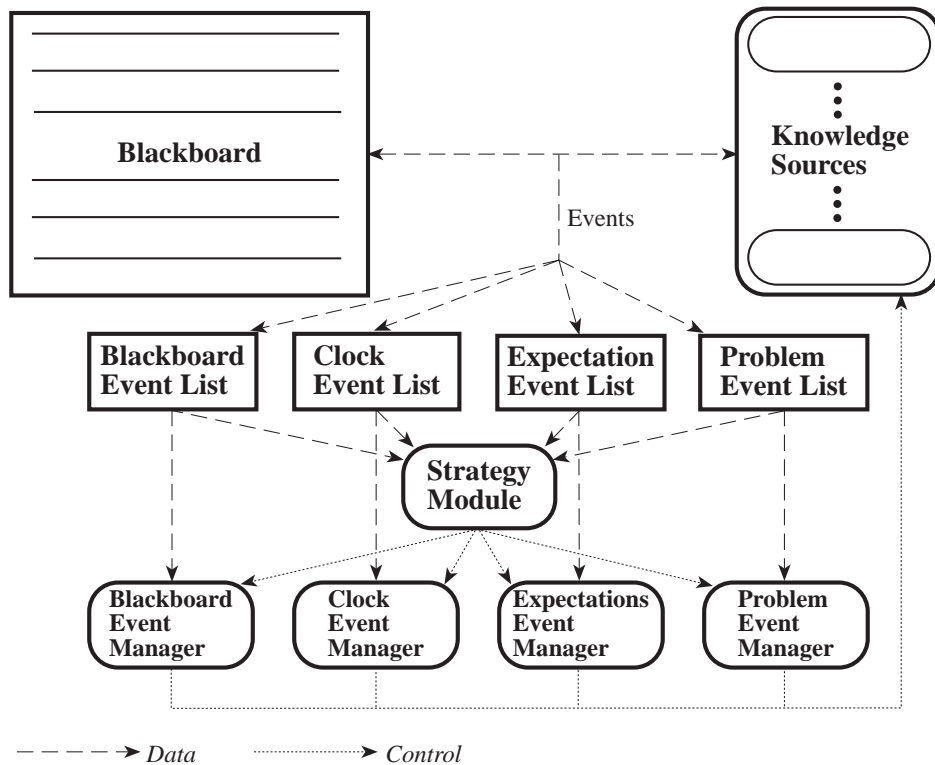 Blackboard
Knowledge
Sources
Events
Blackboard
Event List
Clock
Event List
Expectation
Event List
Problem
Event List
Strategy
Module
Blackboard
Event
Manager
Clock
Event
Manager
Expectations
Event
Manager
Problem
Event
Manager
Data
Control